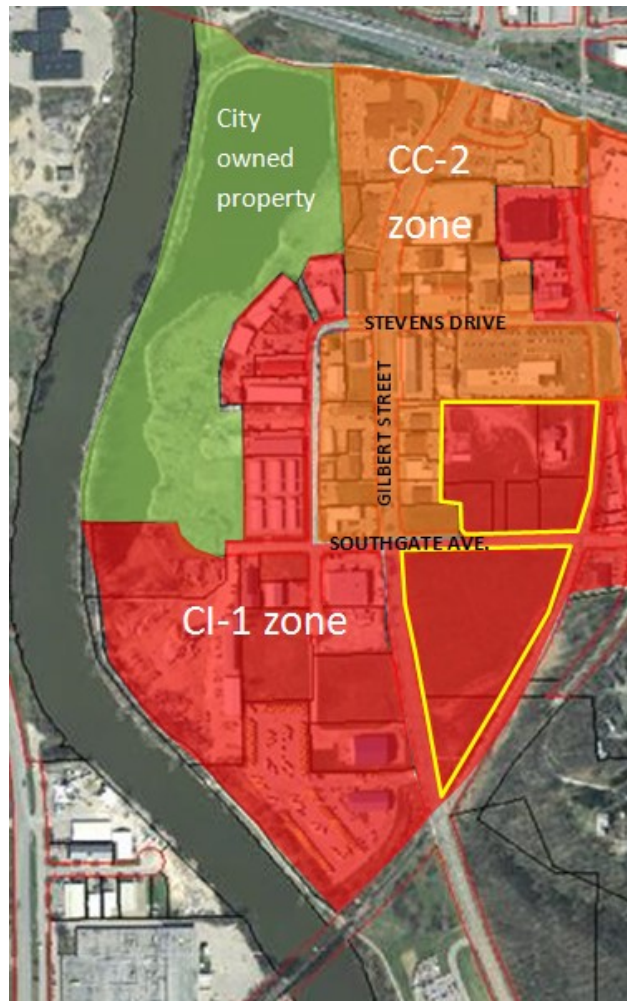 City
owned
property
CC-2
zone
STEVENS DRIVE
GILBERT STREET
SOUTHGATE AVE.
CI-1 zone